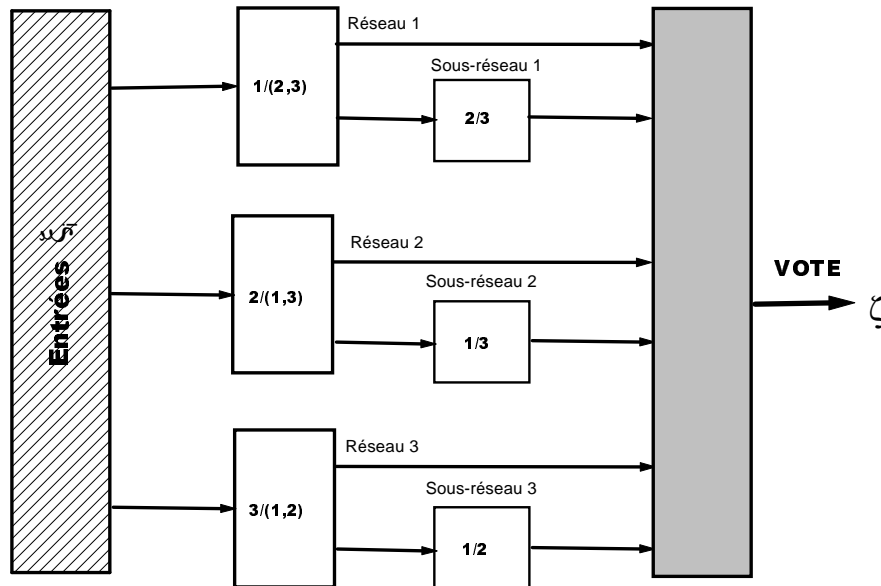 Entrées ξi
Réseau 1
1/(2,3)
Sous-réseau 1
2/3
Réseau 2
2/(1,3)
Sous-réseau 2
1/3
Réseau 3
3/(1,2)
Sous-réseau 3
1/2
VOTE
ζ